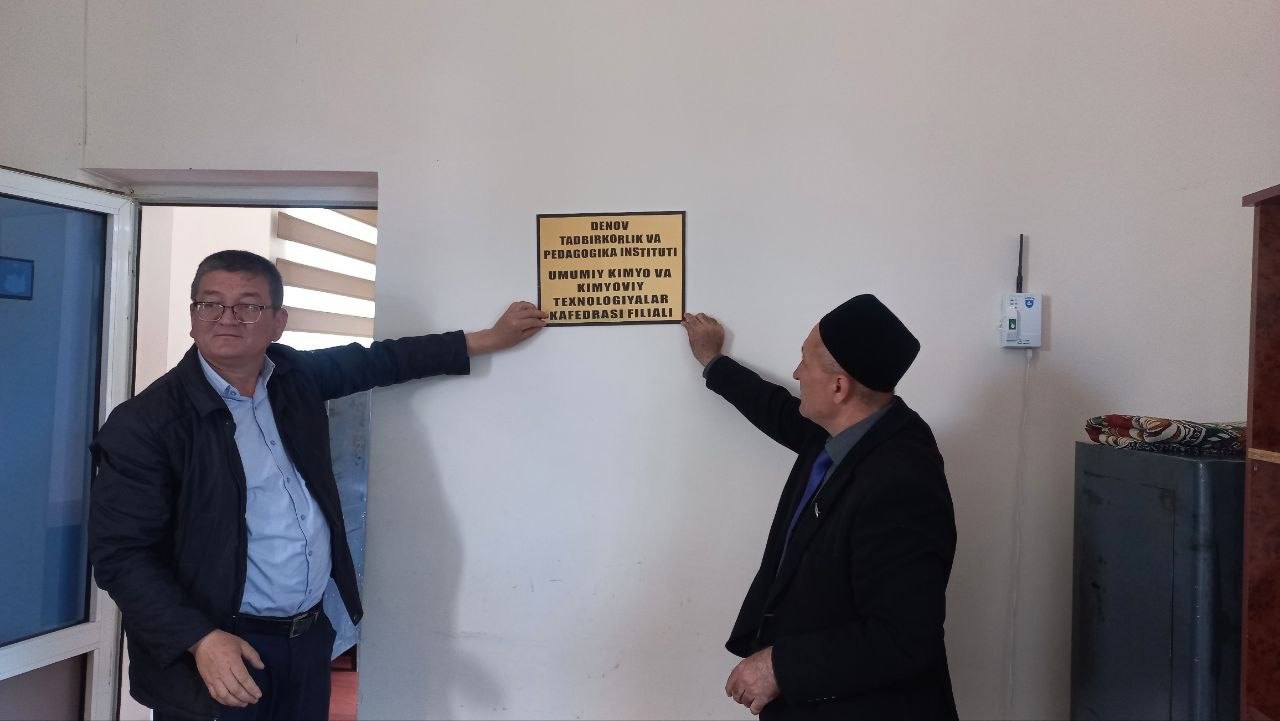 DENOV
TADBIRKORLIK VA
PEDAGOGIKA INSTITUTI
UMUMIY KIMYO VA
KIMYOVIY
TEXNOLOGIYALAR
KAFEDRASI FILIALI